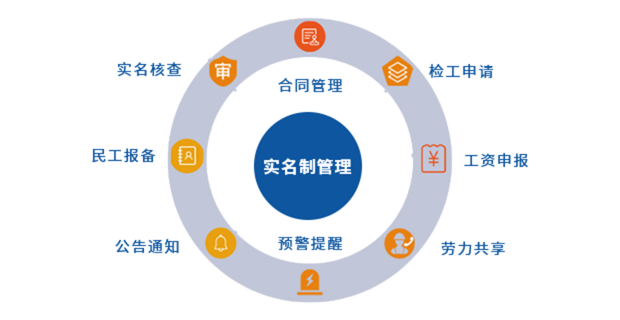 合同管理
实名核查
审
检工申请
民工报备
实名制管理
¥
工资申报
公告通知
预警提醒
劳力共享